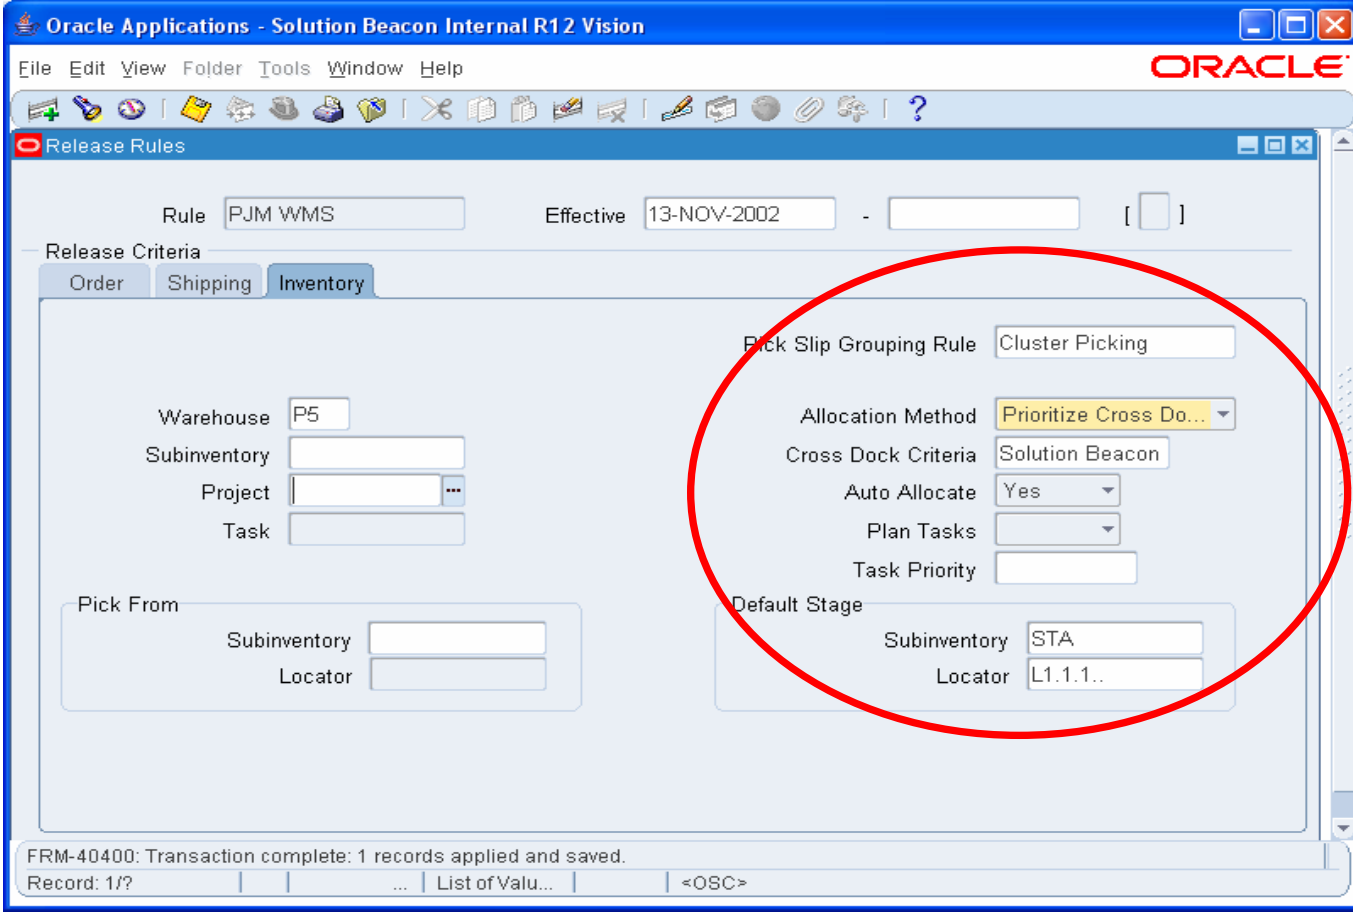 Oracle Applications - Solution Beacon Internal R12 Vision
File Edit View Folder Tools Window Help
ORACLE
Release Rules
Rule PJM WMS Effective 13-NOV-2002 - [ ]
Release Criteria
Order Shipping Inventory
Pick Slip Grouping Rule Cluster Picking
Warehouse P5 Allocation Method Prioritize Cross Do...
Subinventory Cross Dock Criteria Solution Beacon
Project ... Auto Allocate Yes
Task Plan Tasks
Task Priority
Pick From Default Stage
Subinventory Subinventory STA
Locator Locator L1.1.1..
FRM-40400: Transaction complete: 1 records applied and saved.
Record: 1/? ... List of Valu... <OSC>